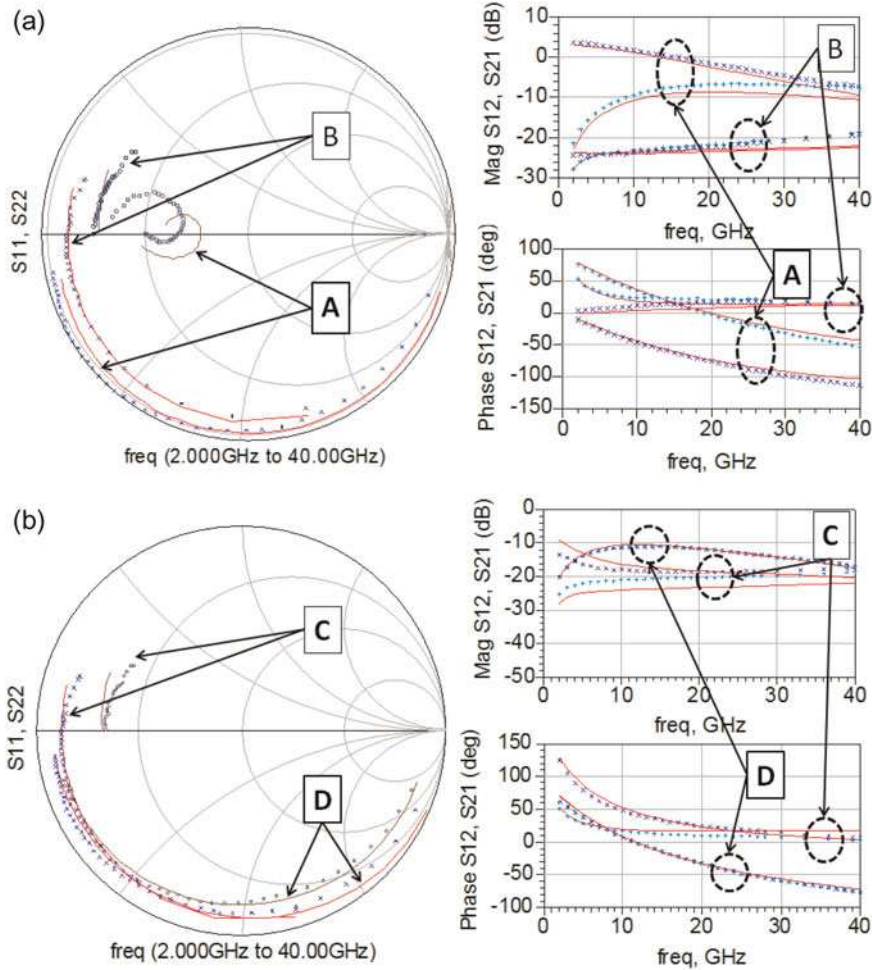 (a)
S11, S22
B
A
freq (2.000GHz to 40.00GHz)
Mag S12, S21 (dB)
10
0
-10
-20
-30
0 10 20 30 40
freq, GHz
B
A
Phase S12, S21 (deg)
100
50
0
-50
-100
-150
0 10 20 30 40
freq, GHz
(b)
S11, S22
C
D
freq (2.000GHz to 40.00GHz)
Mag S12, S21 (dB)
0
-10
-20
-30
-40
-50
0 10 20 30 40
freq, GHz
C
D
Phase S12, S21 (deg)
150
100
50
0
-50
-100
0 10 20 30 40
freq, GHz